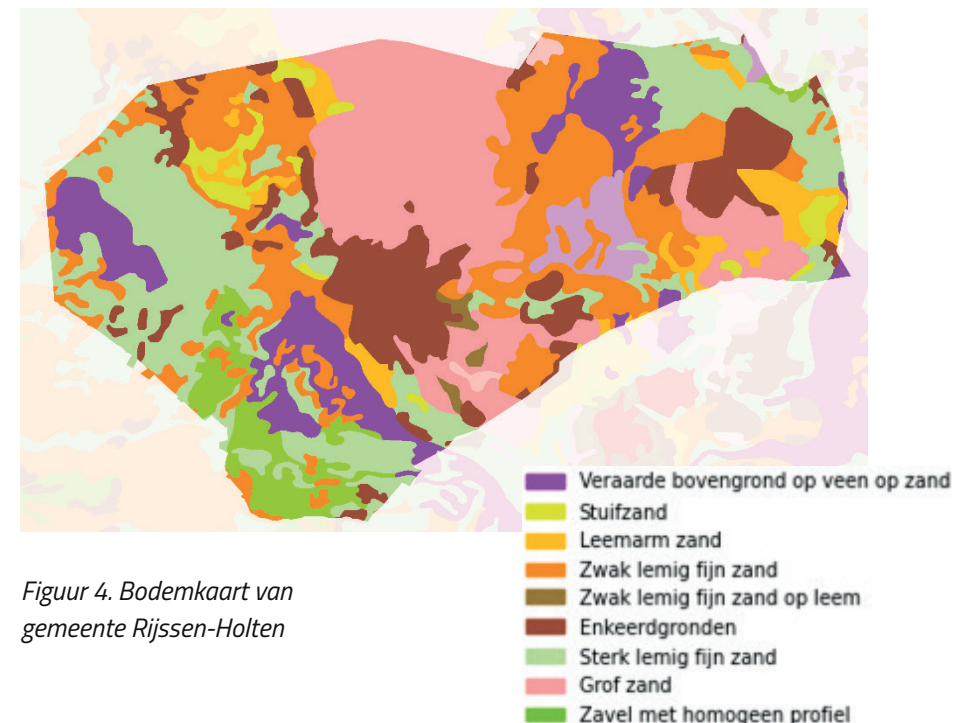 Figuur 4. Bodemkaart van
gemeente Rijssen-Holten
Veraarde bovengrond op veen op zand
Stuifzand
Leemarm zand
Zwak lemig fijn zand
Zwak lemig fijn zand op leem
Enkeerdgronden
Sterk lemig fijn zand
Grof zand
Zavel met homogeen profiel